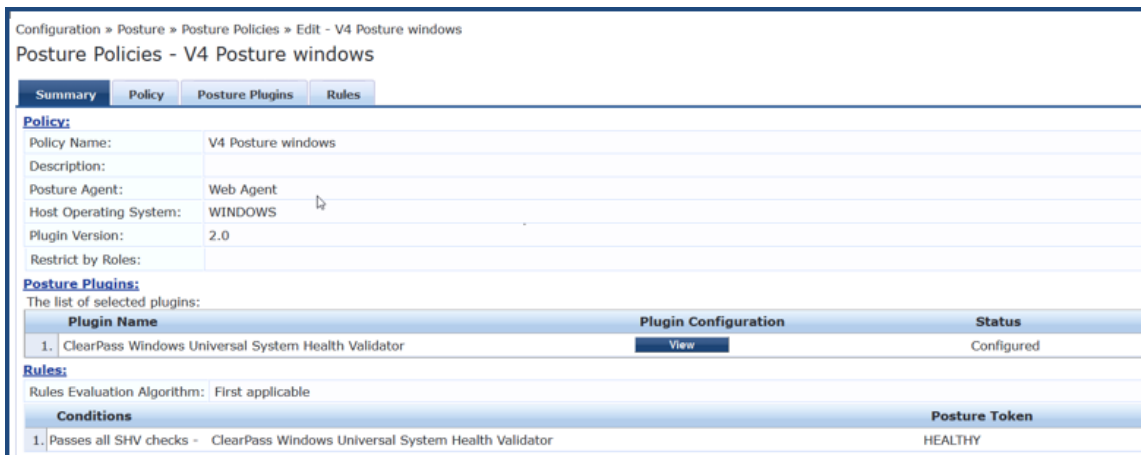 Configuration » Posture » Posture Policies » Edit - V4 Posture windows
Posture Policies - V4 Posture windows
Summary Policy Posture Plugins Rules
Policy:
Policy Name: V4 Posture windows
Description:
Posture Agent: Web Agent
Host Operating System: WINDOWS
Plugin Version: 2.0
Restrict by Roles:
Posture Plugins:
The list of selected plugins:
Plugin Name Plugin Configuration Status
1. ClearPass Windows Universal System Health Validator View Configured
Rules:
Rules Evaluation Algorithm: First applicable
Conditions Posture Token
1. Passes all SHV checks - ClearPass Windows Universal System Health Validator HEALTHY